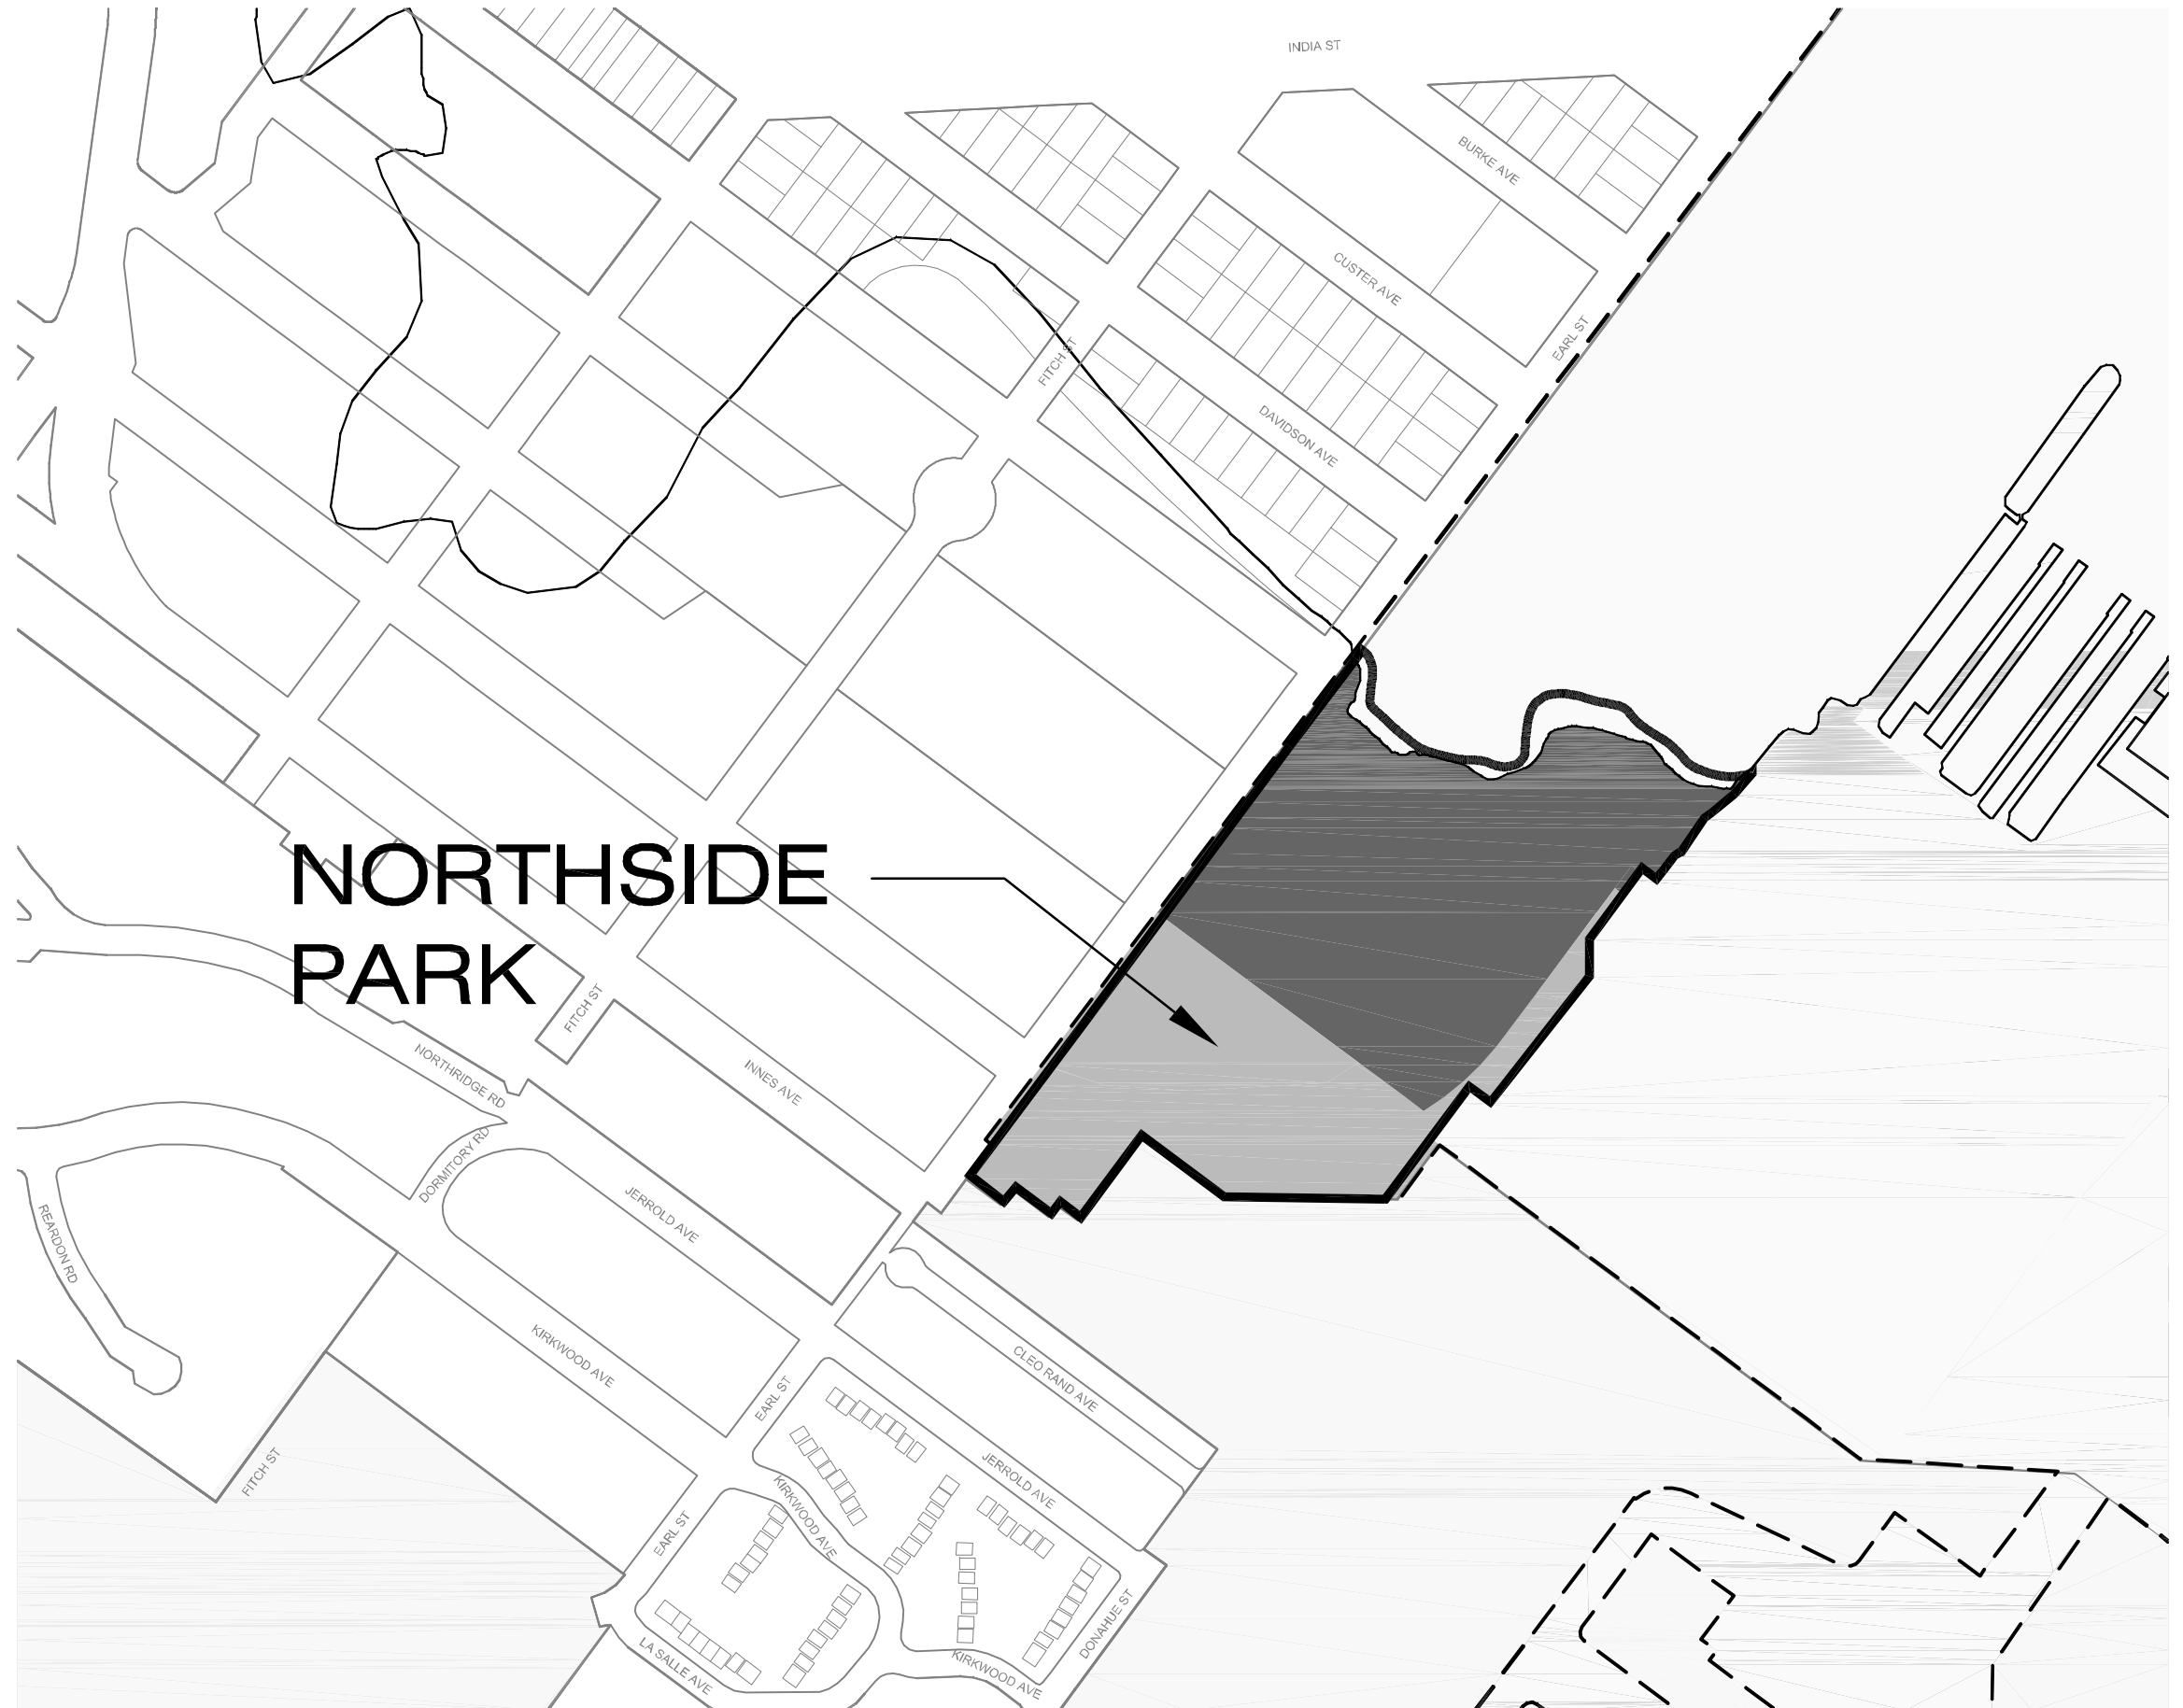 INDIA ST
BURKE AVE
CUSTER AVE
EARL ST
FITCH ST
DAVIDSON AVE
NORTHSIDE
PARK
FITCH ST
NORTHRIDGE RD
INNES AVE
DORMITORY RD
JERROLD AVE
REARDON RD
KIRKWOOD AVE
CLEO RAND AVE
EARL ST
FITCH ST
JERROLD AVE
KIRKWOOD AVE
EARL ST
DONAHUE ST
LA SALLE AVE
KIRKWOOD AVE